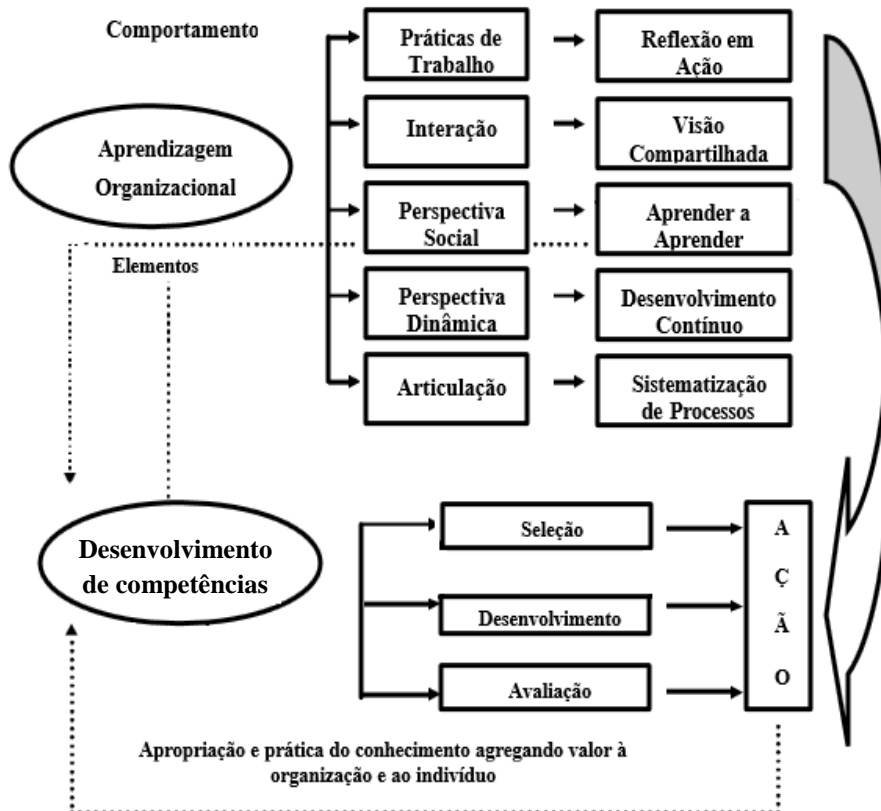 Comportamento
Práticas de
Trabalho
Reflexão em
Ação
Aprendizagem
Organizacional
Interação
Visão
Compartilhada
Perspectiva
Social
Aprender a
Aprender
Elementos
Perspectiva
Dinâmica
Desenvolvimento
Contínuo
Articulação
Sistematização
de Processos
Desenvolvimento
de competências
Seleção
Desenvolvimento
Avaliação
A
Ç
Ã
O
Apropriação e prática do conhecimento agregando valor à
organização e ao indivíduo